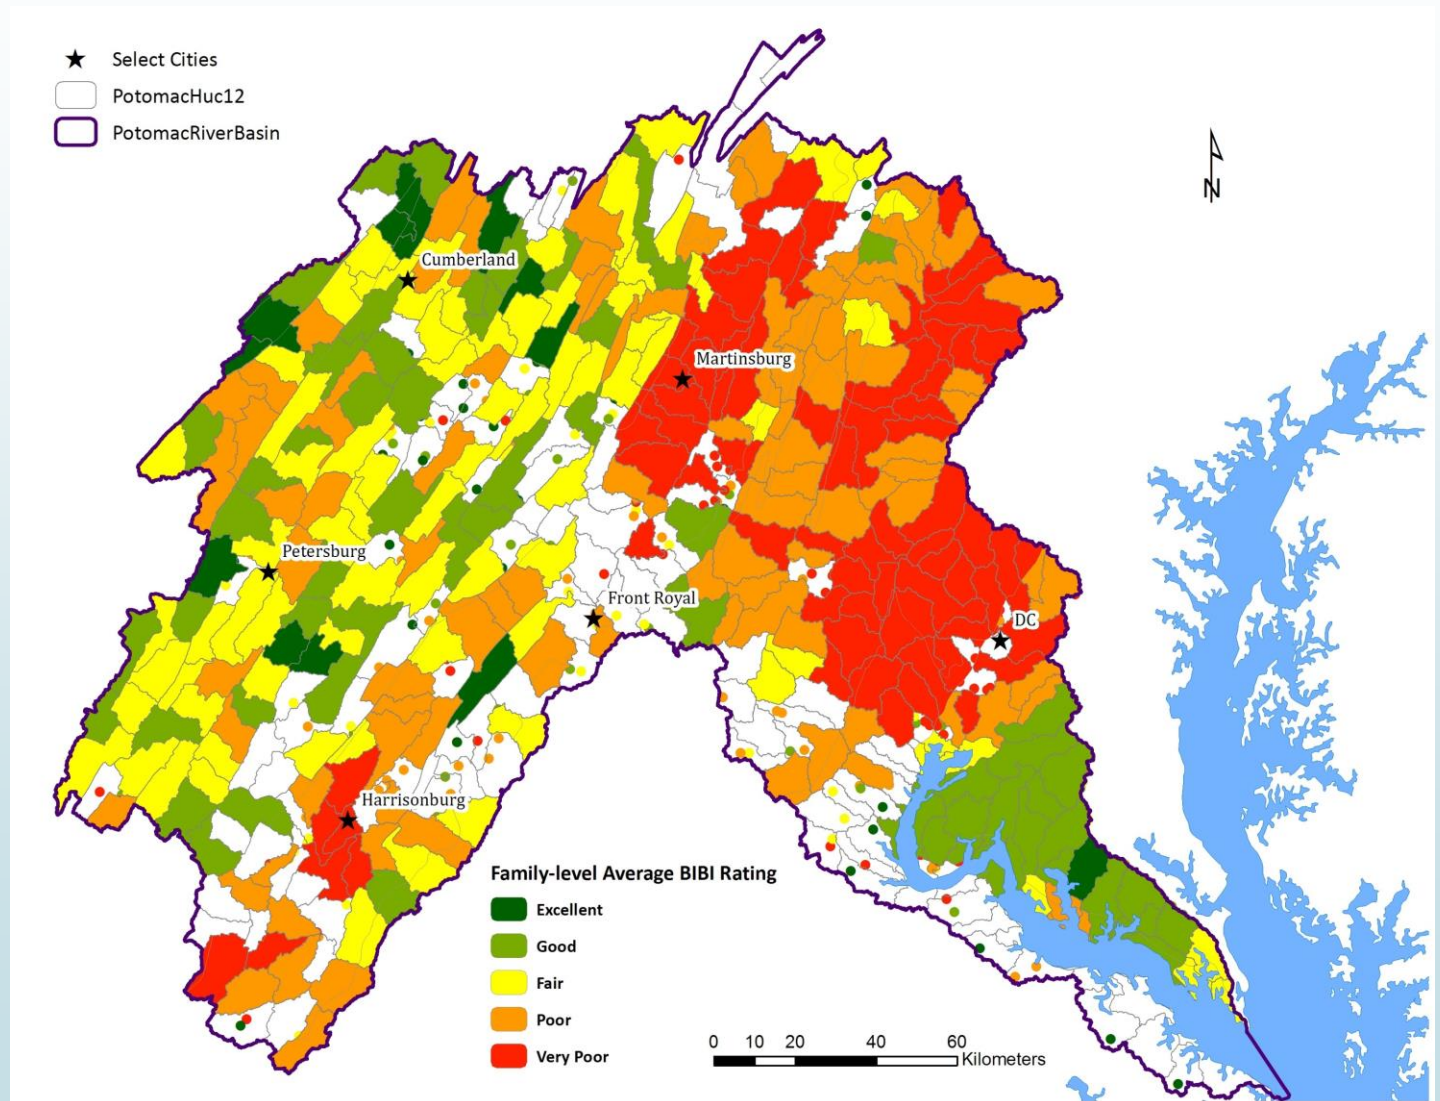 Select Cities
PotomacHuc12
PotomacRiverBasin
N
Cumberland
Martinsburg
Petersburg
Front Royal
DC
Harrisonburg
Family-level Average BIBI Rating
Excellent
Good
Fair
Poor
Very Poor
0 10 20 40 60
Kilometers